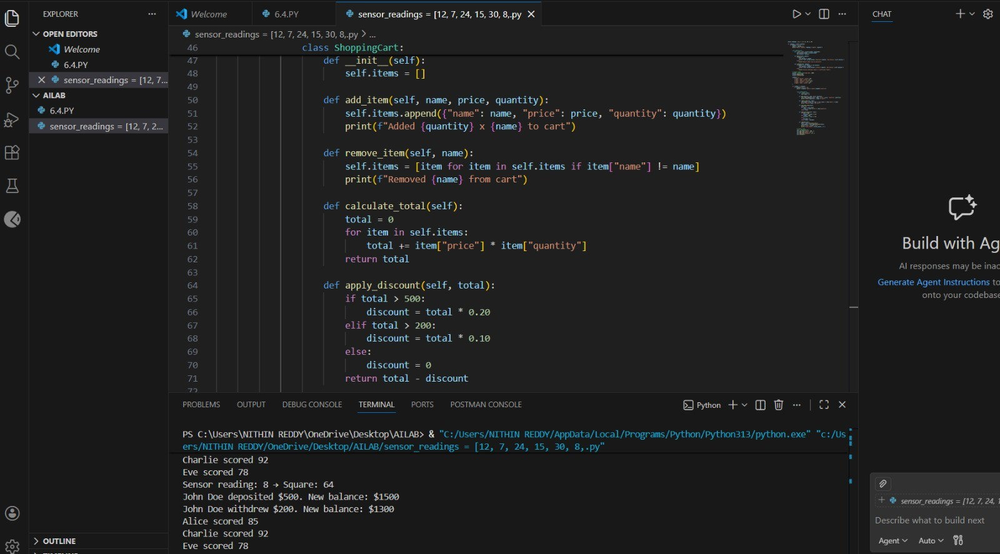 EXPLORER
OPEN EDITORS
Welcome
6.4.PY
sensor_readings = [12, 7...
AILAB
6.4.PY
sensor_readings = [12, 7, 2...
OUTLINE
Welcome
6.4.PY
sensor_readings = [12, 7, 24, 15, 30, 8,.py
sensor_readings = [12, 7, 24, 15, 30, 8,.py > ...
46 class ShoppingCart:
47 def __init__(self):
48 self.items = []
49
50 def add_item(self, name, price, quantity):
51 self.items.append({"name": name, "price": price, "quantity": quantity})
52 print(f"Added {quantity} x {name} to cart")
53
54 def remove_item(self, name):
55 self.items = [item for item in self.items if item["name"] != name]
56 print(f"Removed {name} from cart")
57
58 def calculate_total(self):
59 total = 0
60 for item in self.items:
61 total += item["price"] * item["quantity"]
62 return total
63
64 def apply_discount(self, total):
65 if total > 500:
66 discount = total * 0.20
67 elif total > 200:
68 discount = total * 0.10
69 else:
70 discount = 0
71 return total - discount
72
PROBLEMS OUTPUT DEBUG CONSOLE TERMINAL PORTS POSTMAN CONSOLE
Python
PS C:\Users\NITHIN REDDY\OneDrive\Desktop\AILAB> & "C:/Users/NITHIN REDDY/AppData/Local/Programs/Python/Python313/python.exe" "c:/Us
ers/NITHIN REDDY/OneDrive/Desktop/AILAB/sensor_readings = [12, 7, 24, 15, 30, 8,.py"
Charlie scored 92
Eve scored 78
Sensor reading: 8 → Square: 64
John Doe deposited $500. New balance: $1500
John Doe withdrew $200. New balance: $1300
Alice scored 85
Charlie scored 92
Eve scored 78
CHAT
Build with Ag
AI responses may be inac
Generate Agent Instructions to
onto your codebase
sensor_readings = [12, 7, 24, 1
Describe what to build next
Agent
Auto